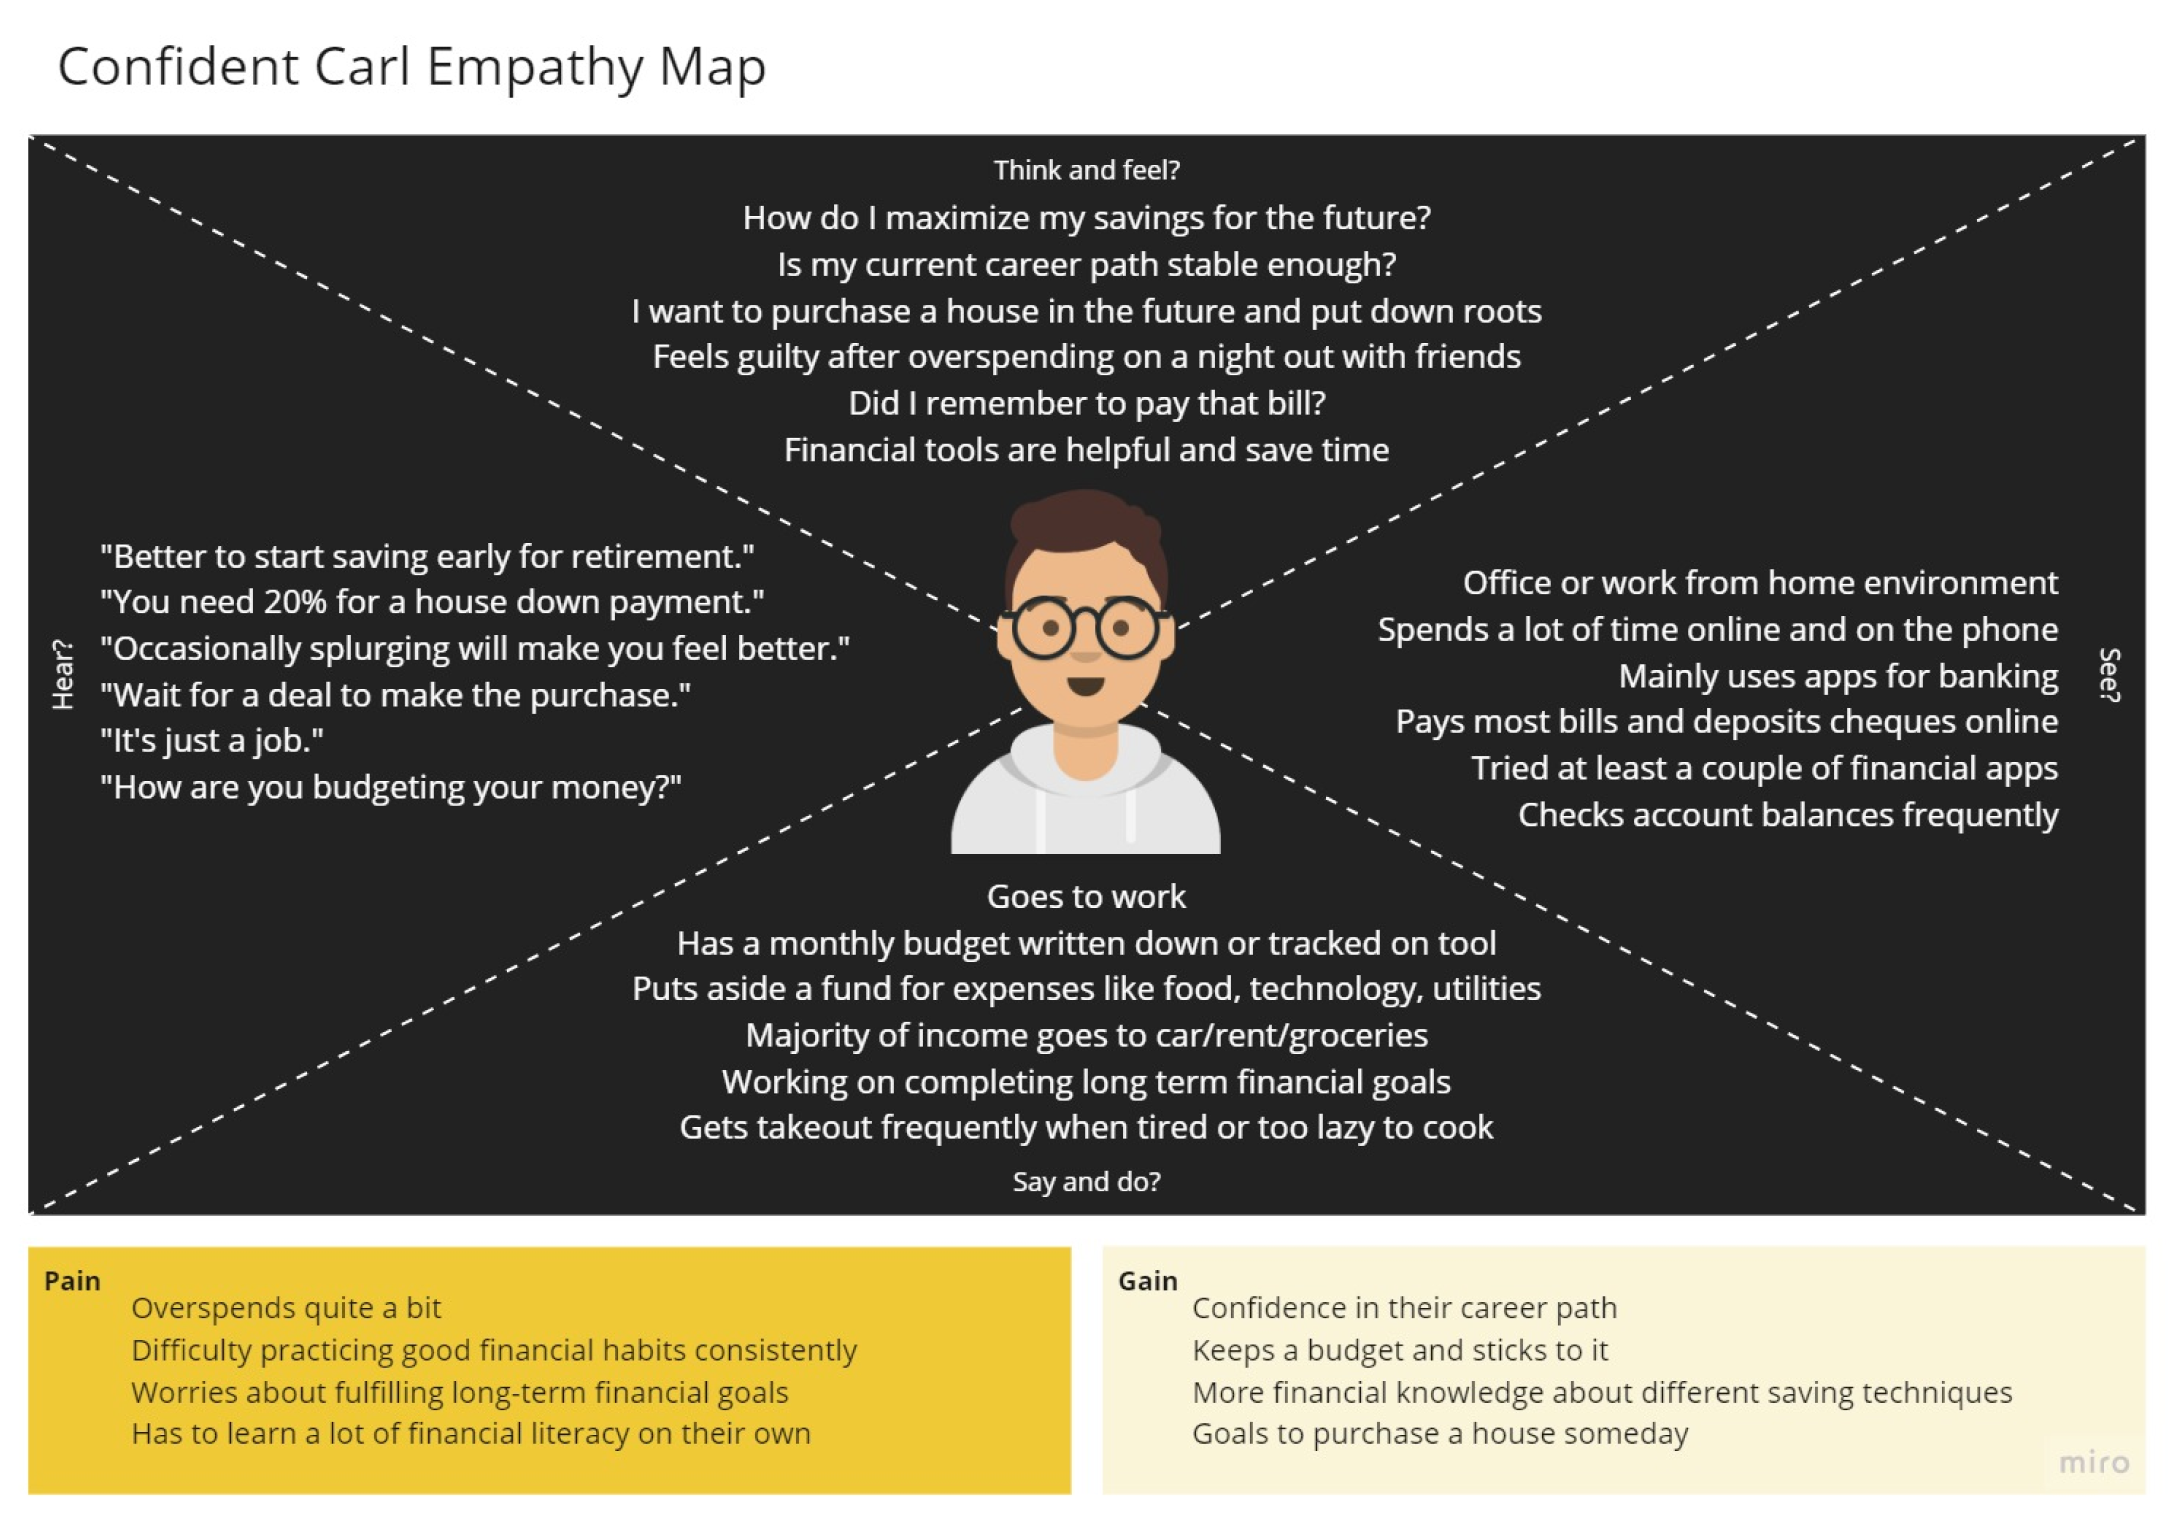 Confident Carl Empathy Map
Think and feel?
How do I maximize my savings for the future?
Is my current career path stable enough?
I want to purchase a house in the future and put down roots
Feels guilty after overspending on a night out with friends
Did I remember to pay that bill?
Financial tools are helpful and save time
Hear?
"Better to start saving early for retirement."
"You need 20% for a house down payment."
"Occasionally splurging will make you feel better."
"Wait for a deal to make the purchase."
"It's just a job."
"How are you budgeting your money?"
See?
Office or work from home environment
Spends a lot of time online and on the phone
Mainly uses apps for banking
Pays most bills and deposits cheques online
Tried at least a couple of financial apps
Checks account balances frequently
Goes to work
Has a monthly budget written down or tracked on tool
Puts aside a fund for expenses like food, technology, utilities
Majority of income goes to car/rent/groceries
Working on completing long term financial goals
Gets takeout frequently when tired or too lazy to cook
Say and do?
Pain
Overspends quite a bit
Difficulty practicing good financial habits consistently
Worries about fulfilling long-term financial goals
Has to learn a lot of financial literacy on their own
Gain
Confidence in their career path
Keeps a budget and sticks to it
More financial knowledge about different saving techniques
Goals to purchase a house someday
miro